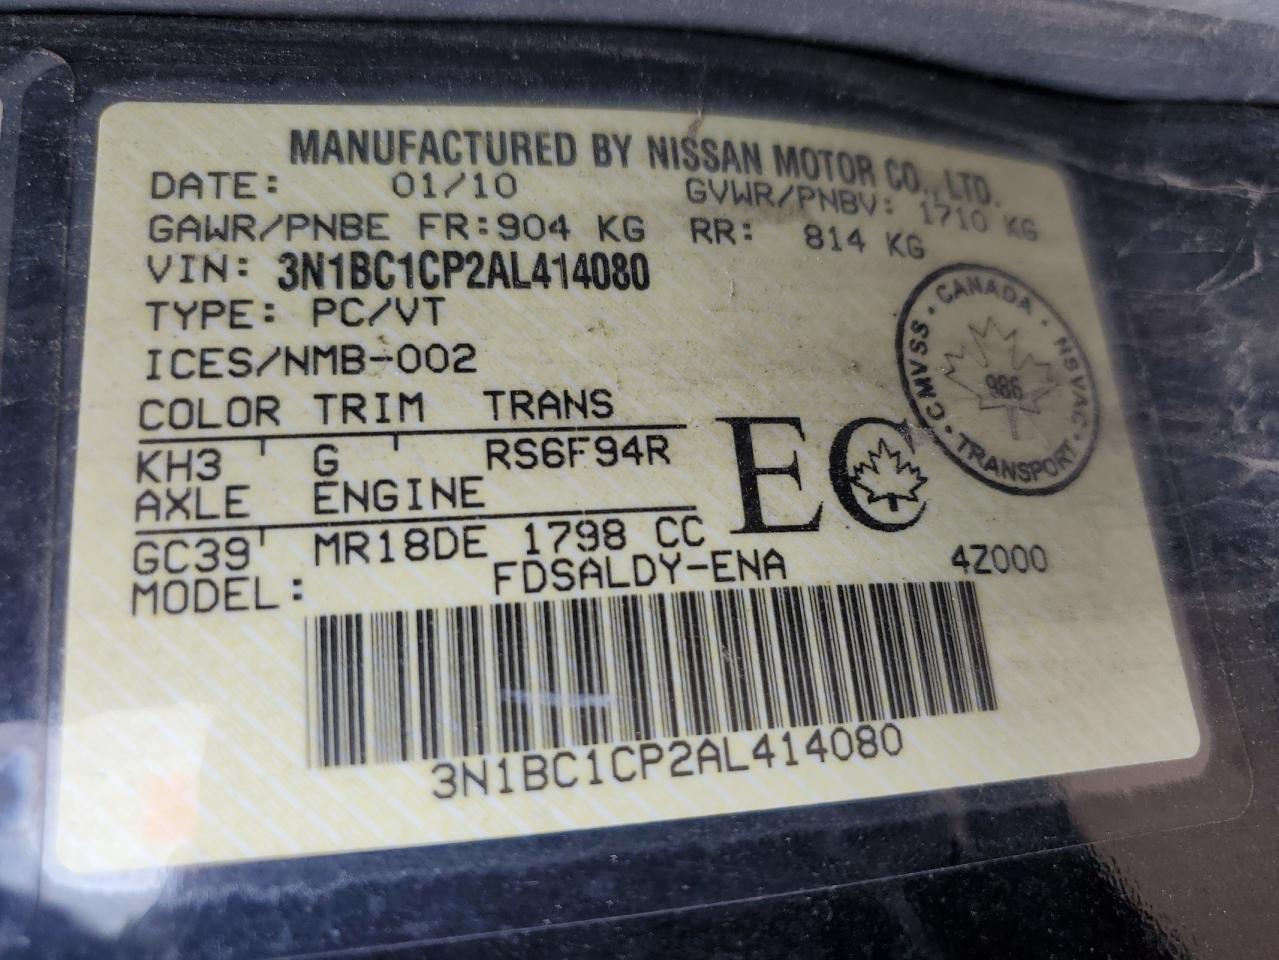 MANUFACTURED BY NISSAN MOTOR CO., LTD.
DATE: 01/10 GVWR/PNBV: 1710 KG
GAWR/PNBE FR:904 KG RR: 814 KG
VIN: 3N1BC1CP2AL414080
TYPE: PC/VT
ICES/NMB-002
COLOR TRIM TRANS
KH3 G RS6F94R
AXLE ENGINE
GC39 MR18DE 1798 CC
MODEL: FDSALDY-ENA 4Z000
EC
CANADA · NSVAC · TRANSPORT · CMVSS ·
986
3N1BC1CP2AL414080